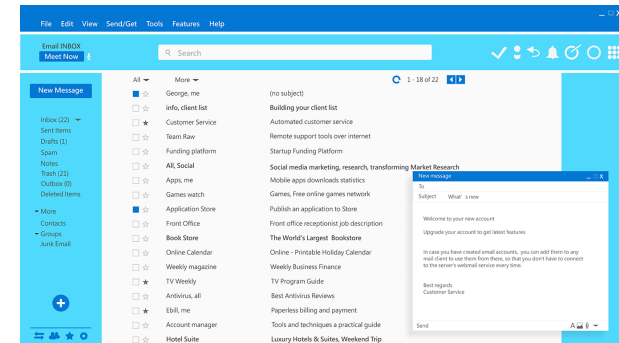 File Edit View Send/Get Tools Features Help
Email INBOX
Meet Now
Search
New Message
Inbox (22)
Sent Items
Drafts (1)
Spam
Notes
Trash (21)
Outbox (0)
Deleted Items
More
Contacts
Groups
Junk Email
All More 1 - 18 of 22
George, me (no subject)
info, client list Building your client list
Customer Service Automated customer service
Team Raw Remote support tools over internet
Funding platform Startup Funding Platform
All, Social Social media marketing, research, transforming Market Research
Apps, me Mobile apps downloads statistics
Games watch Games, Free online games network
Application Store Publish an application to Store
Front Office Front office receptionist job description
Book Store The World's Largest Bookstore
Online Calendar Online - Printable Holiday Calendar
Weekly magazine Weekly Business Finance
TV Weekly TV Program Guide
Antivirus, all Best Antivirus Reviews
Ebill, me Paperless billing and payment
Account manager Tools and techniques a practical guide
Hotel Suite Luxury Hotels & Suites, Weekend Trip
New message
To
Subject What' s new
Welcome to your new account
Upgrade your account to get latest features
In case you have created email accounts, you can add them to any
mail client to use them from there, so that you don't have to connect
to the server's webmail service every time.
Best regards
Customer Service
Send A